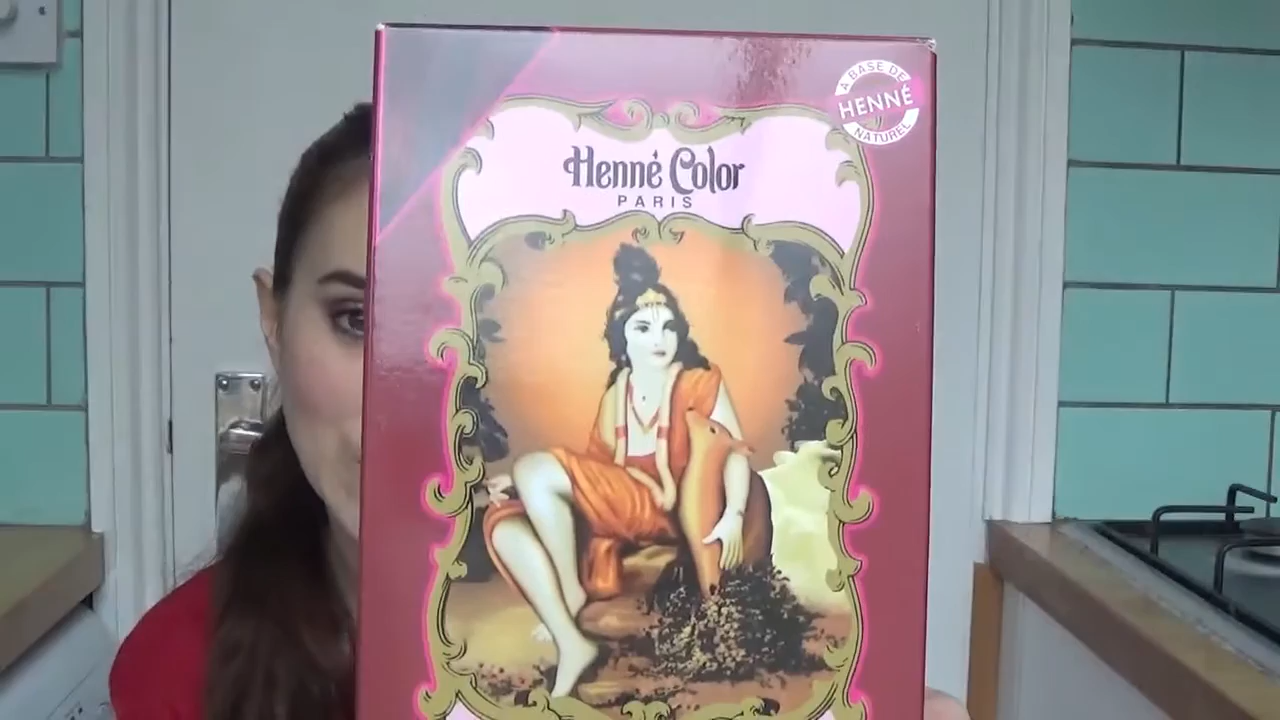 À BASE DE
HENNÉ
NATUREL
Henné Color
PARIS